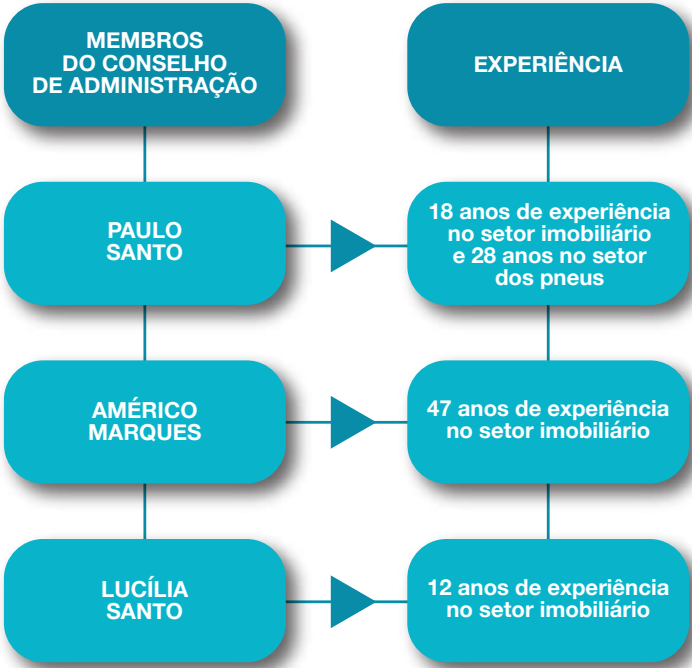 MEMBROS
DO CONSELHO
DE ADMINISTRAÇÃO
EXPERIÊNCIA
PAULO
SANTO
18 anos de experiência
no setor imobiliário
e 28 anos no setor
dos pneus
AMÉRICO
MARQUES
47 anos de experiência
no setor imobiliário
LUCÍLIA
SANTO
12 anos de experiência
no setor imobiliário